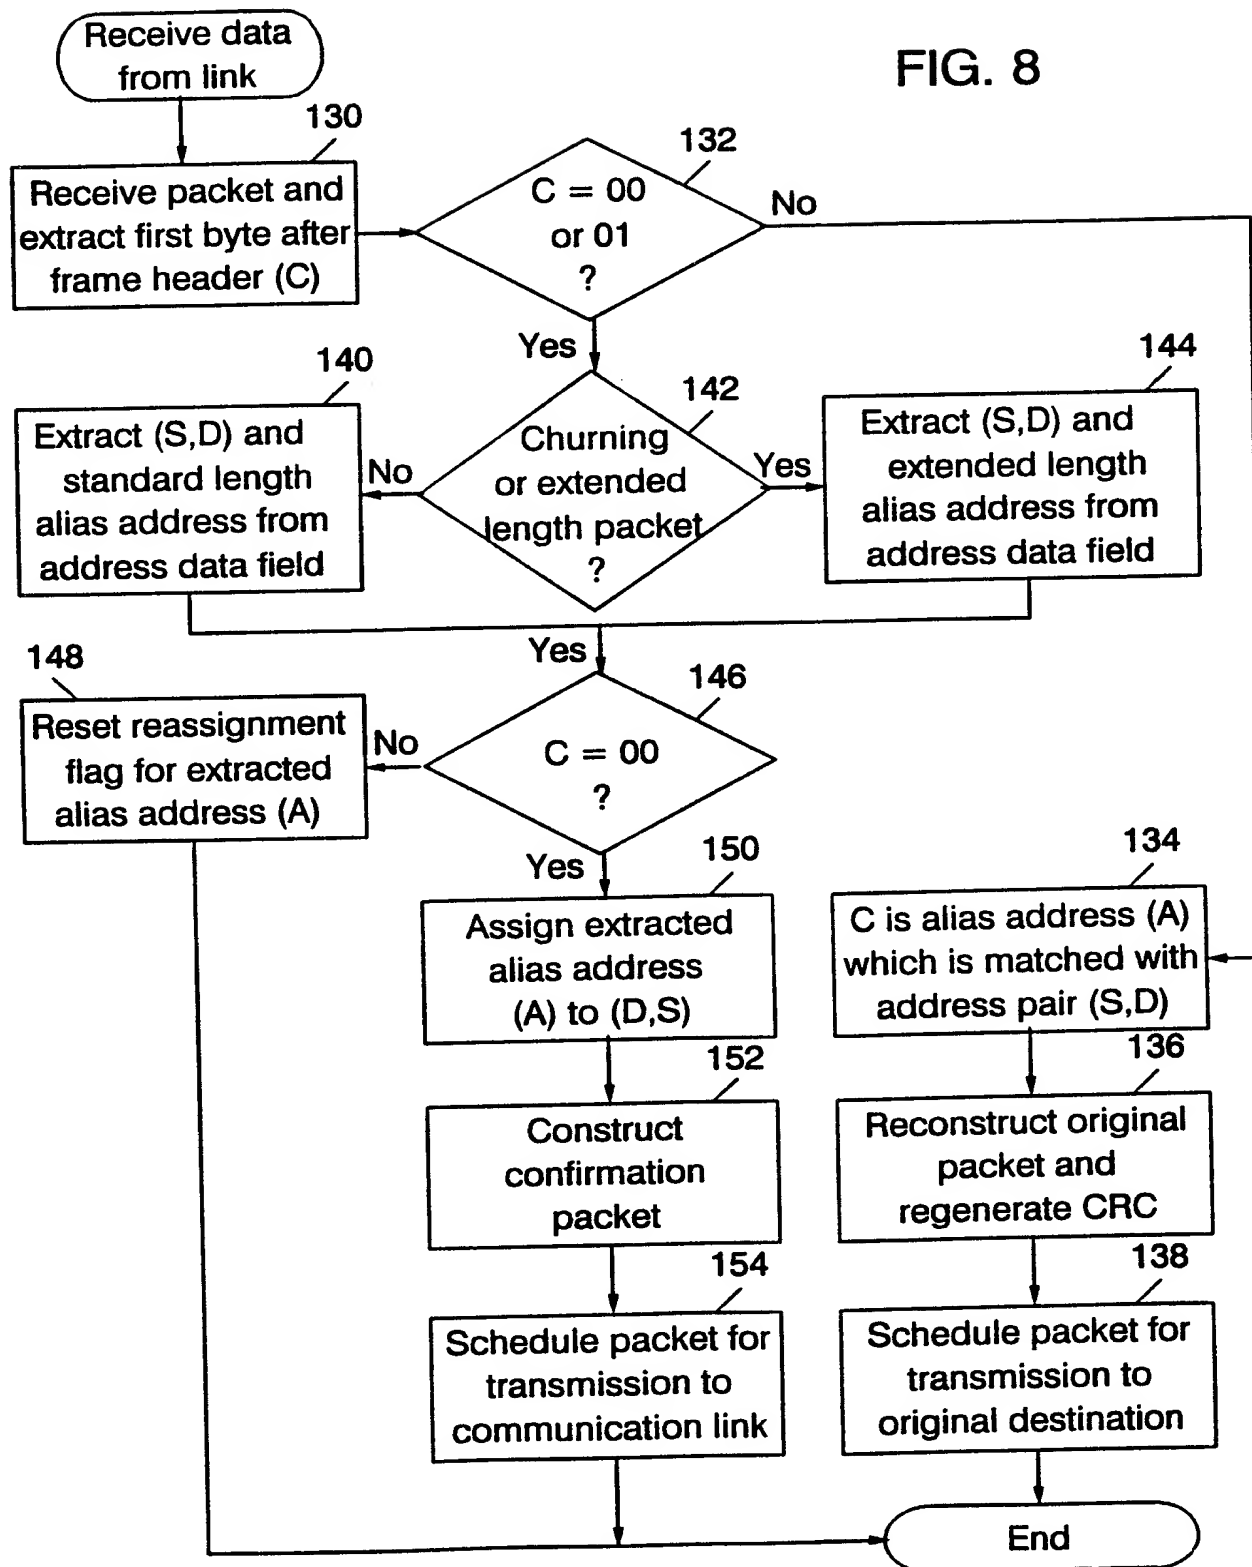 Receive data
from link
FIG. 8
130
Receive packet and
extract first byte after
frame header (C)
132
C = 00
or 01
?
No
Yes
140
Extract (S,D) and
standard length
alias address from
address data field
No
142
Churning
or extended
length packet
?
Yes
144
Extract (S,D) and
extended length
alias address from
address data field
Yes
148
Reset reassignment
flag for extracted
alias address (A)
No
146
C = 00
?
Yes
150
Assign extracted
alias address
(A) to (D,S)
134
C is alias address (A)
which is matched with
address pair (S,D)
152
Construct
confirmation
packet
136
Reconstruct original
packet and
regenerate CRC
154
Schedule packet for
transmission to
communication link
138
Schedule packet for
transmission to
original destination
End